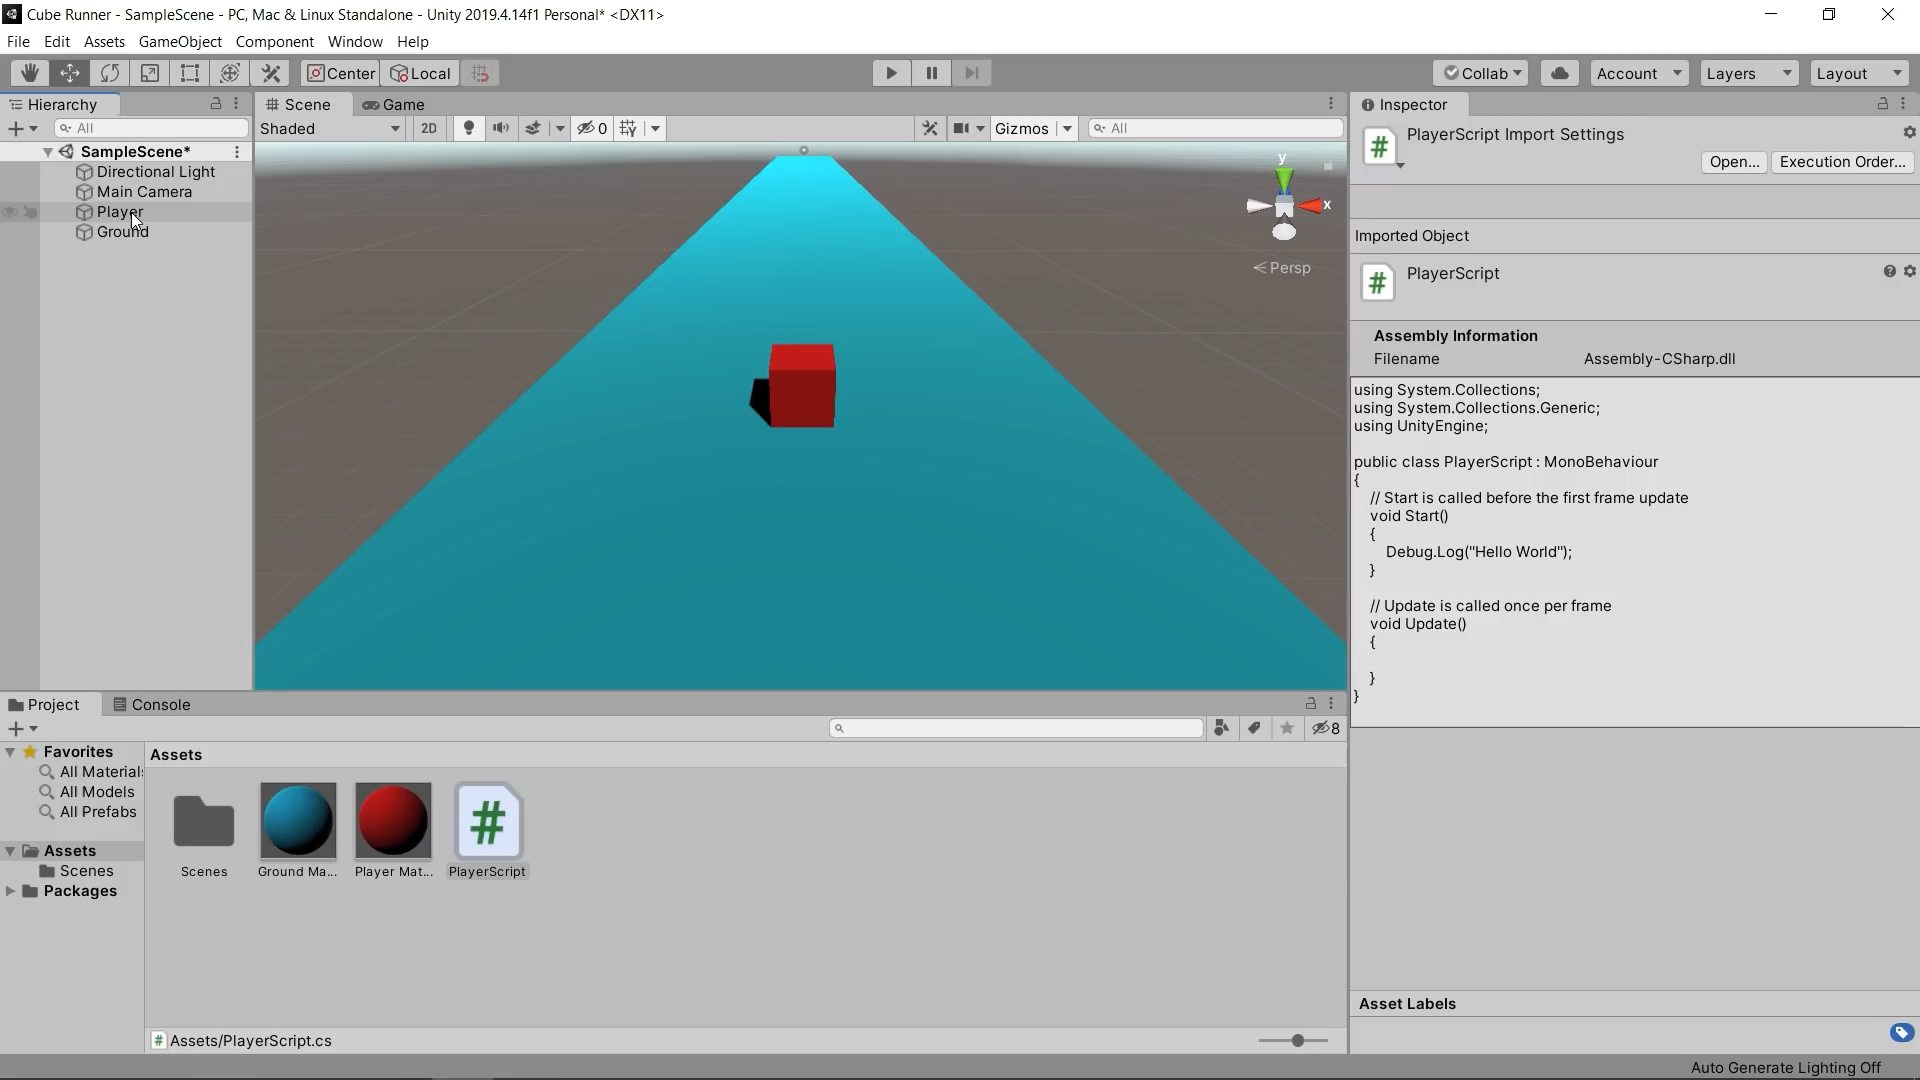 Cube Runner - SampleScene - PC, Mac & Linux Standalone - Unity 2019.4.14f1 Personal* <DX11>
File Edit Assets GameObject Component Window Help
Center Local Collab Account Layers Layout
Hierarchy
All
SampleScene*
Directional Light
Main Camera
Player
Ground
Scene Game
Shaded 2D 0 Gizmos All
y
x
Persp
Inspector
PlayerScript Import Settings
Open... Execution Order...
Imported Object
PlayerScript
Assembly Information
Filename Assembly-CSharp.dll
using System.Collections;
using System.Collections.Generic;
using UnityEngine;
public class PlayerScript : MonoBehaviour
{
// Start is called before the first frame update
void Start()
{
Debug.Log("Hello World");
}
// Update is called once per frame
void Update()
{
}
}
Asset Labels
Project Console
8
Favorites
All Materials
All Models
All Prefabs
Assets
Scenes
Packages
Assets
Scenes Ground Ma... Player Mat... PlayerScript
Assets/PlayerScript.cs
Auto Generate Lighting Off